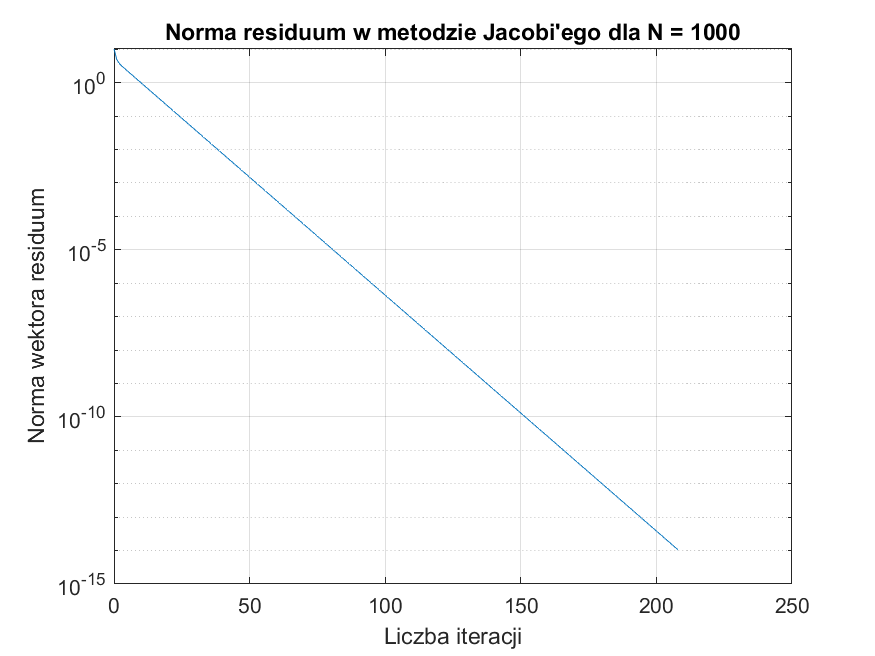 Norma residuum w metodzie Jacobi'ego dla N = 1000
10^0
10^-5
10^-10
10^-15
Norma wektora residuum
0 50 100 150 200 250
Liczba iteracji